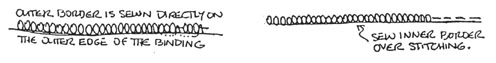 OUTER BORDER IS SEWN DIRECTLY ON
THE OUTER EDGE OF THE BINDING
SEW INNER BORDER
OVER STITCHING.